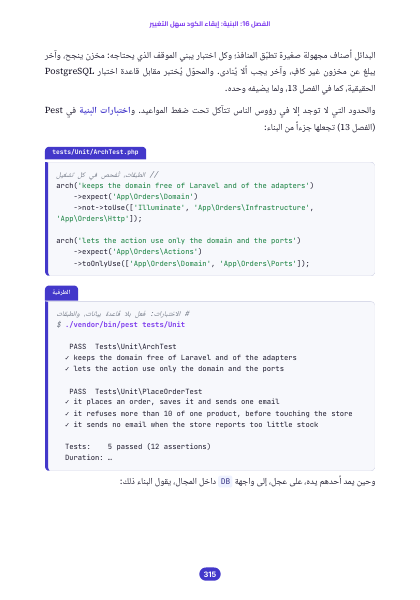 الفصل 16: البنية: إبقاء الكود سهل التغيير
البدائل أصناف مجهولة صغيرة تطبّق المنافذ؛ وكل اختبار يبني الموقف الذي يحتاجه: مخزن ينجح، وآخر
يبلغ عن مخزون غير كافٍ، وآخر يجب ألا يُنادى. والمحوّل يُختبر مقابل قاعدة اختبار PostgreSQL
الحقيقية، كما في الفصل 13، ولما يضيفه وحده.
والحدود التي لا توجد إلا في رؤوس الناس تتآكل تحت ضغط المواعيد. واختبارات البنية في Pest
(الفصل 13) تجعلها جزءاً من البناء:
tests/Unit/ArchTest.php
// الطبقات، تُفحص في كل تشغيل
arch('keeps the domain free of Laravel and of the adapters')
->expect('App\Orders\Domain')
->not->toUse(['Illuminate', 'App\Orders\Infrastructure',
'App\Orders\Http']);
arch('lets the action use only the domain and the ports')
->expect('App\Orders\Actions')
->toOnlyUse(['App\Orders\Domain', 'App\Orders\Ports']);
الطرفية
# الاختبارات: فعل بلا قاعدة بيانات، والطبقات
$ ./vendor/bin/pest tests/Unit
PASS Tests\Unit\ArchTest
✓ keeps the domain free of Laravel and of the adapters
✓ lets the action use only the domain and the ports
PASS Tests\Unit\PlaceOrderTest
✓ it places an order, saves it and sends one email
✓ it refuses more than 10 of one product, before touching the store
✓ it sends no email when the store reports too little stock
Tests: 5 passed (12 assertions)
Duration: …
وحين يمد أحدهم يده، على عجل، إلى واجهة DB داخل المجال، يقول البناء ذلك:
315